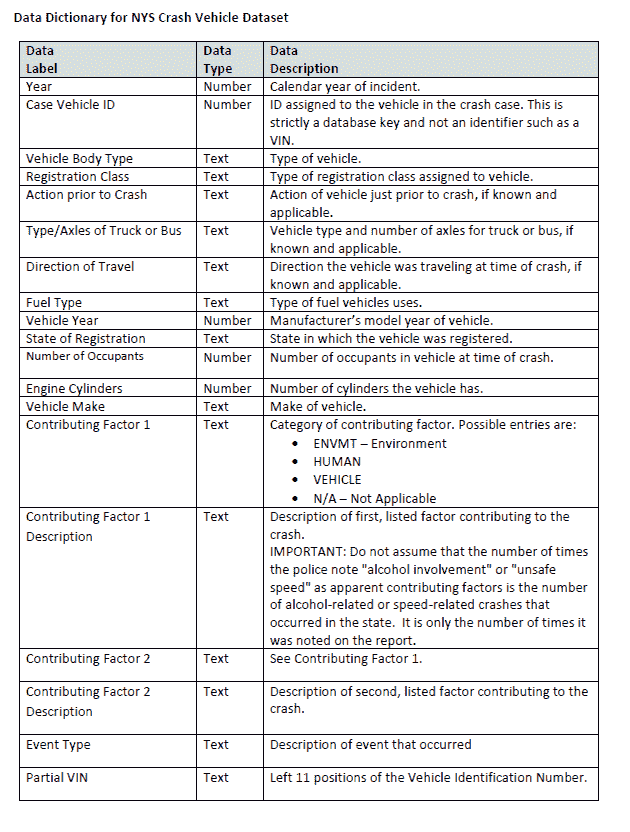 Data Dictionary for NYS Crash Vehicle Dataset
Data Label Data Type Data Description
Year Number Calendar year of incident.
Case Vehicle ID Number ID assigned to the vehicle in the crash case. This is
strictly a database key and not an identifier such as a
VIN.
Vehicle Body Type Text Type of vehicle.
Registration Class Text Type of registration class assigned to vehicle.
Action prior to Crash Text Action of vehicle just prior to crash, if known and
applicable.
Type/Axles of Truck or Bus Text Vehicle type and number of axles for truck or bus, if
known and applicable.
Direction of Travel Text Direction the vehicle was traveling at time of crash, if
known and applicable.
Fuel Type Text Type of fuel vehicles uses.
Vehicle Year Number Manufacturer's model year of vehicle.
State of Registration Text State in which the vehicle was registered.
Number of Occupants Number Number of occupants in vehicle at time of crash.
Engine Cylinders Number Number of cylinders the vehicle has.
Vehicle Make Text Make of vehicle.
Contributing Factor 1 Text Category of contributing factor. Possible entries are:
• ENVMT – Environment
• HUMAN
• VEHICLE
• N/A – Not Applicable
Contributing Factor 1 Description Text Description of first, listed factor contributing to the
crash.
IMPORTANT: Do not assume that the number of times
the police note "alcohol involvement" or "unsafe
speed" as apparent contributing factors is the number
of alcohol-related or speed-related crashes that
occurred in the state. It is only the number of times it
was noted on the report.
Contributing Factor 2 Text See Contributing Factor 1.
Contributing Factor 2 Description Text Description of second, listed factor contributing to the
crash.
Event Type Text Description of event that occurred
Partial VIN Text Left 11 positions of the Vehicle Identification Number.